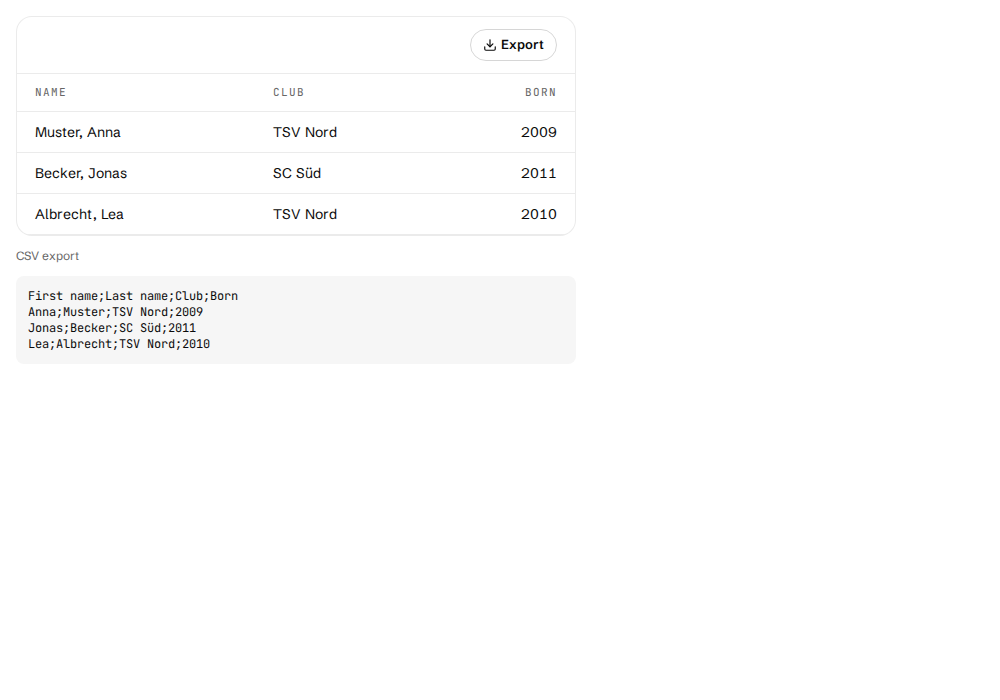 Export
NAME CLUB BORN
Muster, Anna TSV Nord 2009
Becker, Jonas SC Süd 2011
Albrecht, Lea TSV Nord 2010
CSV export
First name;Last name;Club;Born
Anna;Muster;TSV Nord;2009
Jonas;Becker;SC Süd;2011
Lea;Albrecht;TSV Nord;2010